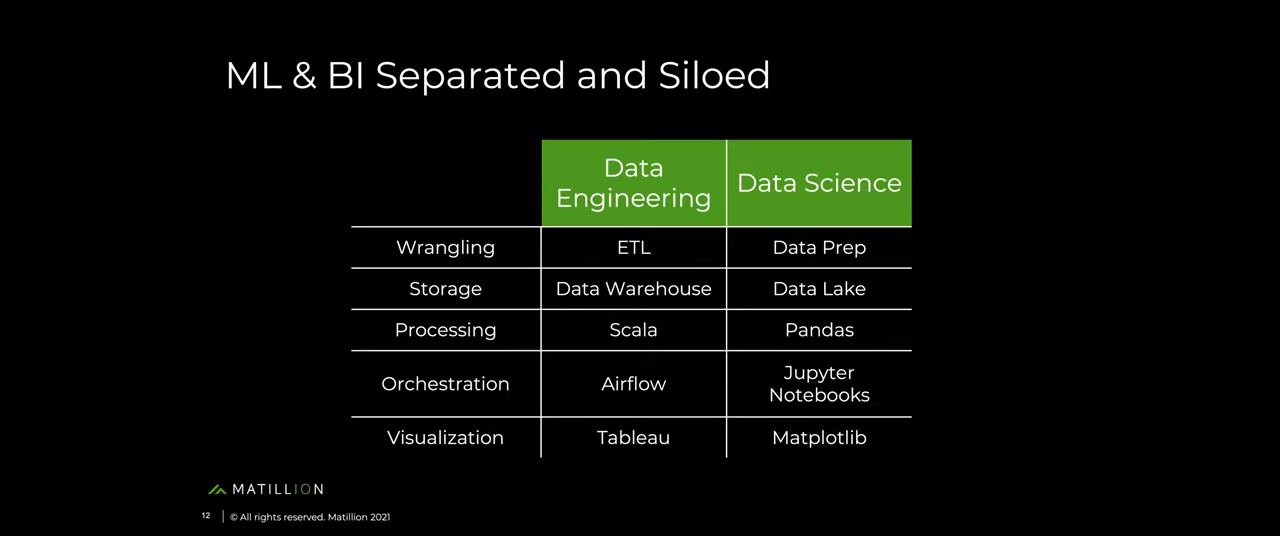 ML & BI Separated and Siloed
Data Engineering
Data Science
Wrangling ETL Data Prep
Storage Data Warehouse Data Lake
Processing Scala Pandas
Orchestration Airflow Jupyter Notebooks
Visualization Tableau Matplotlib
MATILLION
12 © All rights reserved. Matillion 2021